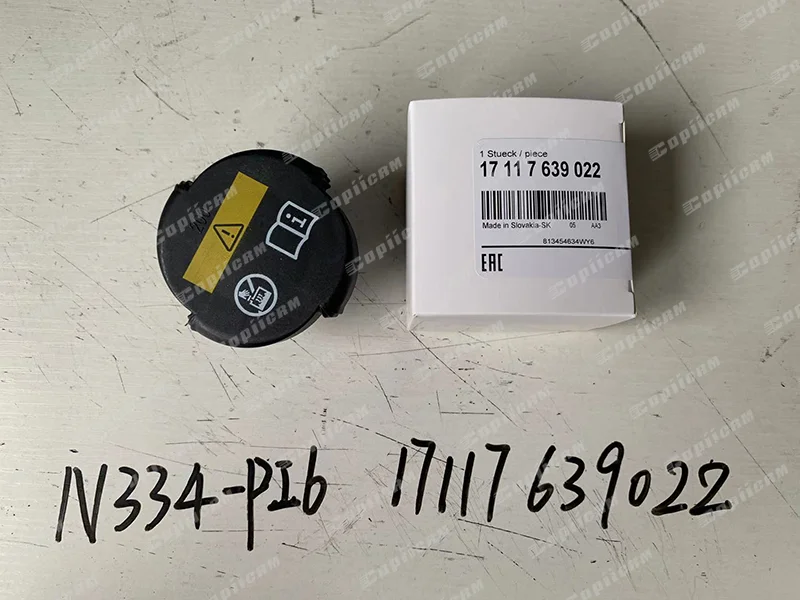 1 Stueck / piece
17 11 7 639 022
Made in Slovakia-SK 05 AA3
813454634WY6
EAC
N334-PI6 17117639022
Copiicam